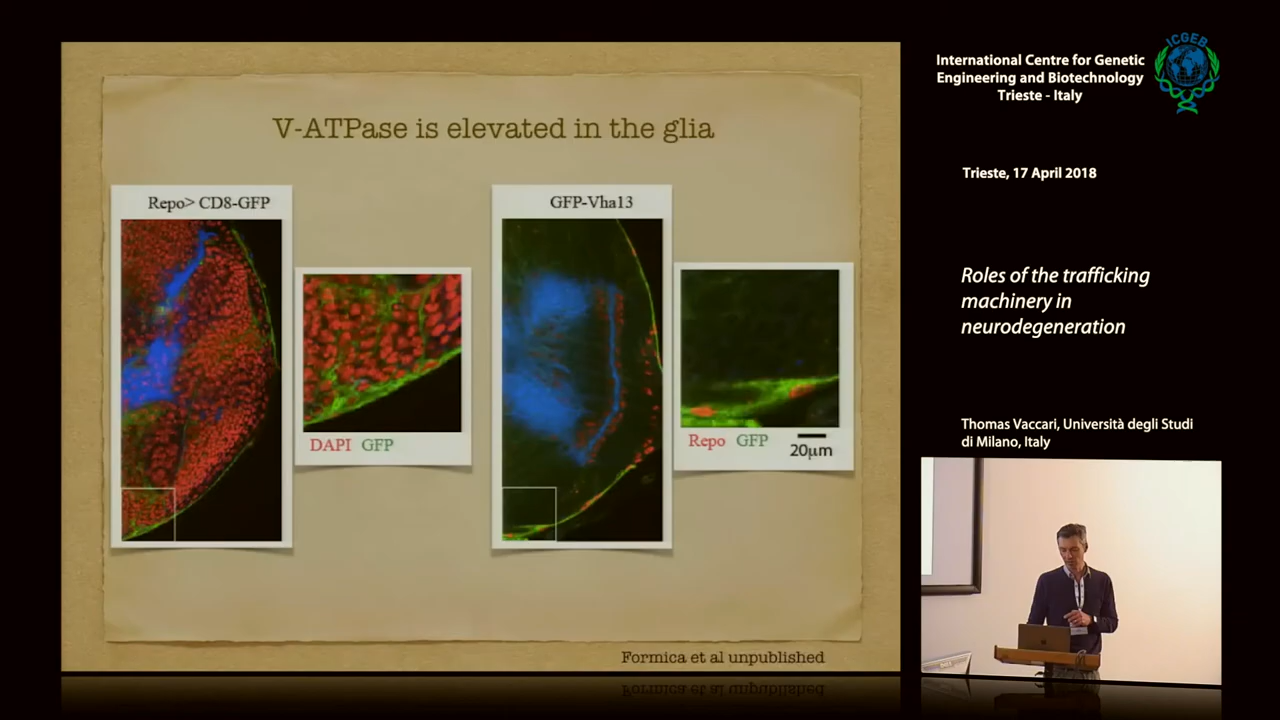 V-ATPase is elevated in the glia
Repo> CD8-GFP
DAPI GFP
GFP-Vha13
Repo GFP
20µm
Formica et al unpublished
International Centre for Genetic
Engineering and Biotechnology
Trieste - Italy
ICGEB
Trieste, 17 April 2018
Roles of the trafficking
machinery in
neurodegeneration
Thomas Vaccari, Università degli Studi
di Milano, Italy